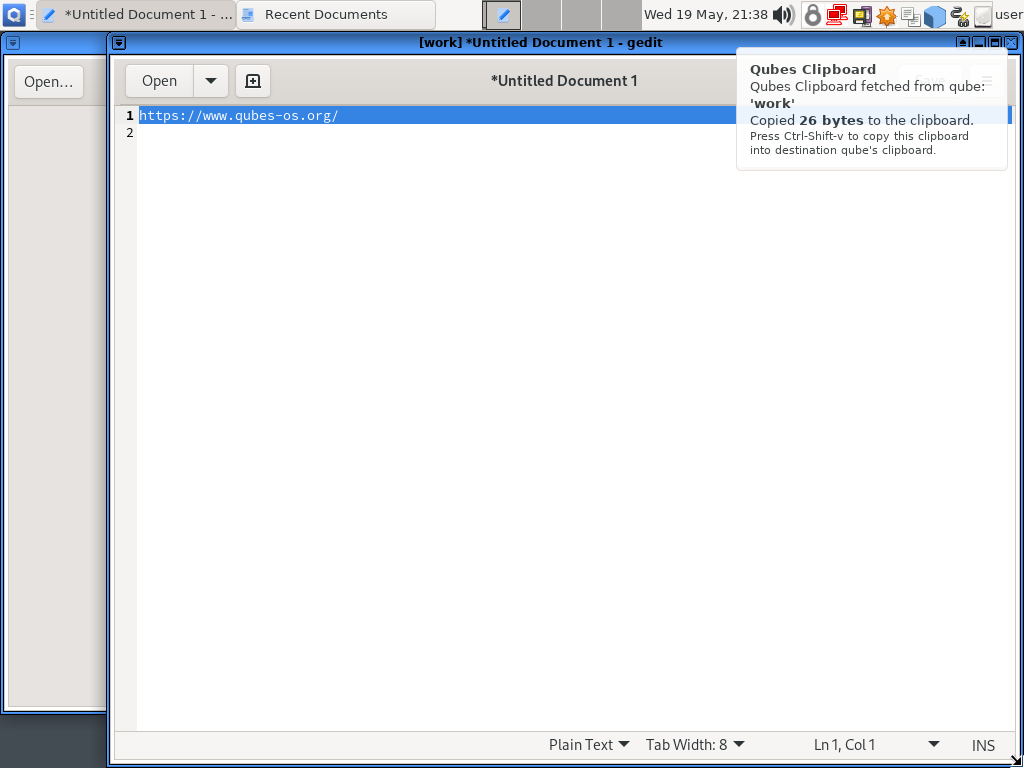 *Untitled Document 1 - ...
Recent Documents
Wed 19 May, 21:38
user
[work] *Untitled Document 1 - gedit
Open...
Open
*Untitled Document 1
Save
Qubes Clipboard
Qubes Clipboard fetched from qube:
'work'
Copied 26 bytes to the clipboard.
Press Ctrl-Shift-v to copy this clipboard
into destination qube's clipboard.
1 https://www.qubes-os.org/
2
Plain Text
Tab Width: 8
Ln 1, Col 1
INS